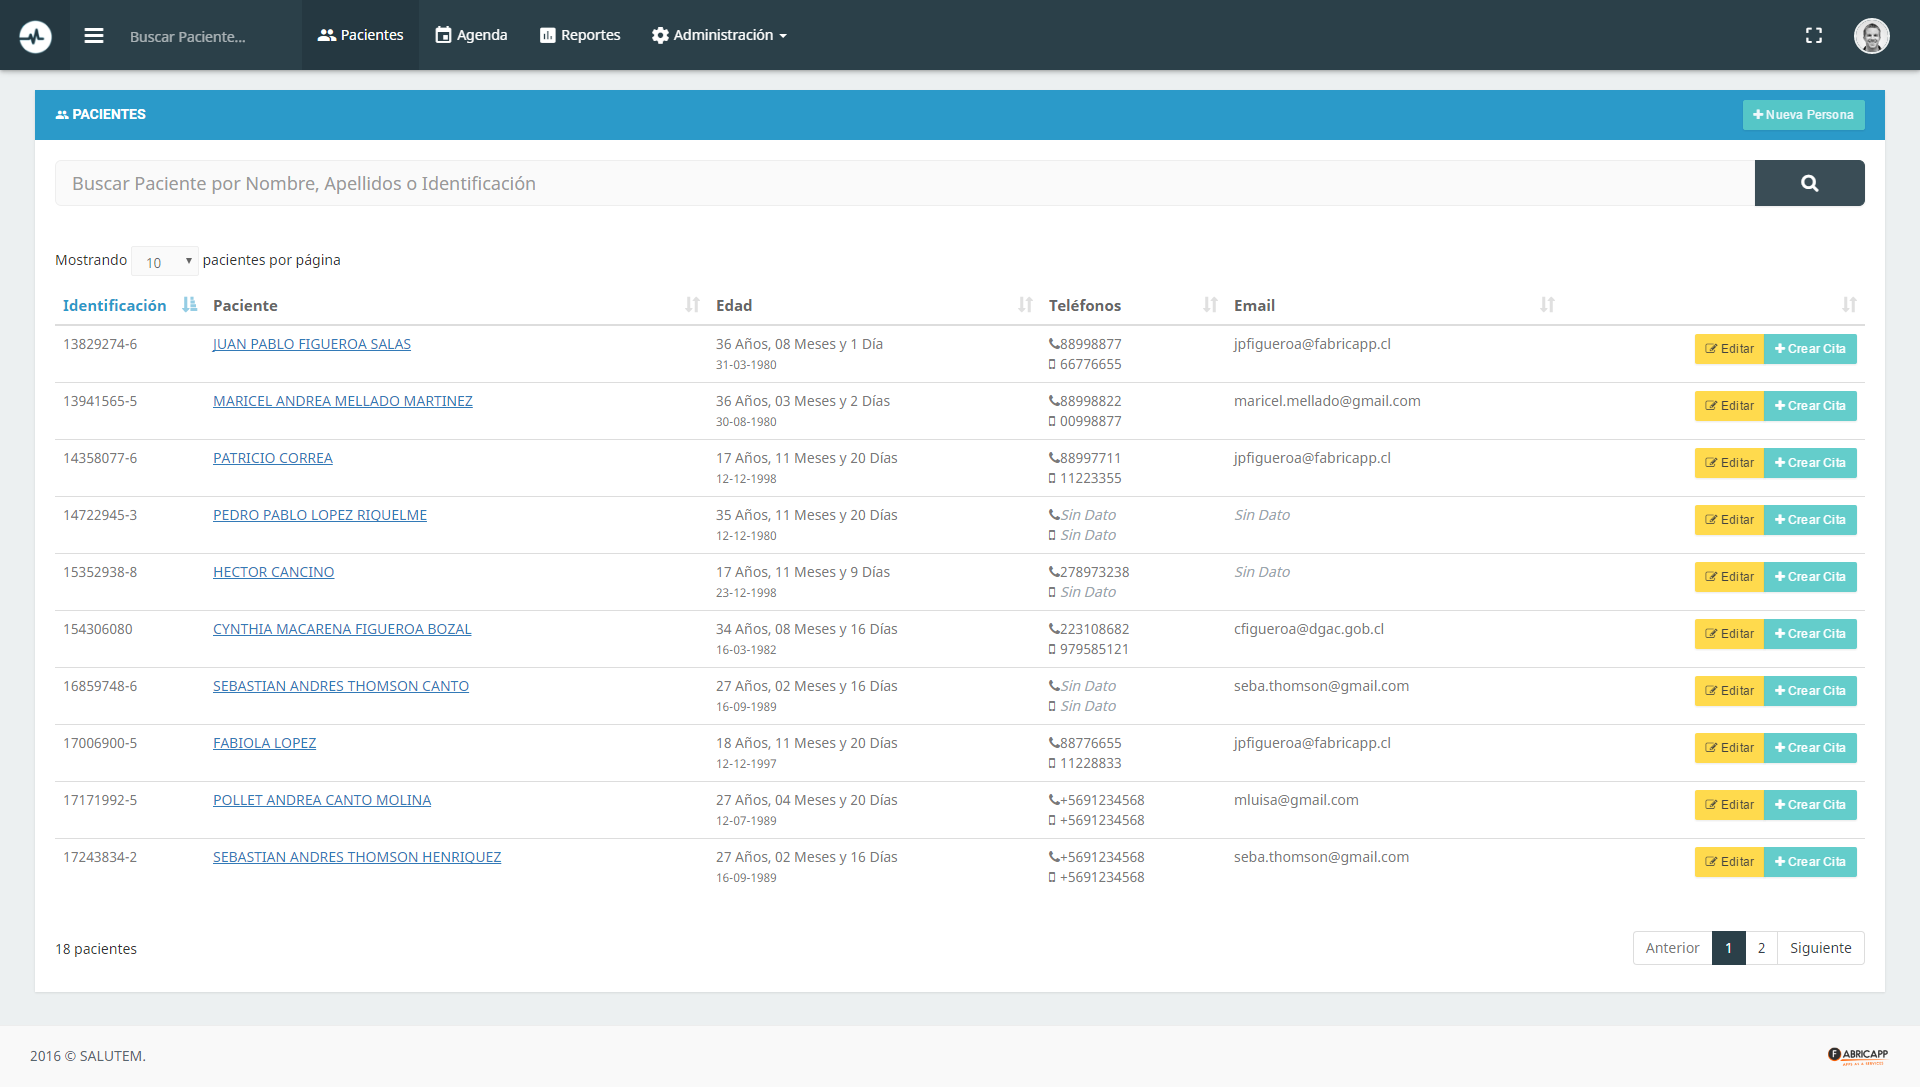 Buscar Paciente...
Pacientes
Agenda
Reportes
Administración
PACIENTES
Nueva Persona
Buscar Paciente por Nombre, Apellidos o Identificación
Mostrando 10 pacientes por página
Identificación Paciente Edad Teléfonos Email
13829274-6 JUAN PABLO FIGUEROA SALAS 36 Años, 08 Meses y 1 Día 88998877 jpfigueroa@fabricapp.cl Editar Crear Cita
31-03-1980 66776655
13941565-5 MARICEL ANDREA MELLADO MARTINEZ 36 Años, 03 Meses y 2 Días 88998822 maricel.mellado@gmail.com Editar Crear Cita
30-08-1980 00998877
14358077-6 PATRICIO CORREA 17 Años, 11 Meses y 20 Días 88997711 jpfigueroa@fabricapp.cl Editar Crear Cita
12-12-1998 11223355
14722945-3 PEDRO PABLO LOPEZ RIQUELME 35 Años, 11 Meses y 20 Días Sin Dato Sin Dato Editar Crear Cita
12-12-1980 Sin Dato
15352938-8 HECTOR CANCINO 17 Años, 11 Meses y 9 Días 278973238 Sin Dato Editar Crear Cita
23-12-1998 Sin Dato
154306080 CYNTHIA MACARENA FIGUEROA BOZAL 34 Años, 08 Meses y 16 Días 223108682 cfigueroa@dgac.gob.cl Editar Crear Cita
16-03-1982 979585121
16859748-6 SEBASTIAN ANDRES THOMSON CANTO 27 Años, 02 Meses y 16 Días Sin Dato seba.thomson@gmail.com Editar Crear Cita
16-09-1989 Sin Dato
17006900-5 FABIOLA LOPEZ 18 Años, 11 Meses y 20 Días 88776655 jpfigueroa@fabricapp.cl Editar Crear Cita
12-12-1997 11228833
17171992-5 POLLET ANDREA CANTO MOLINA 27 Años, 04 Meses y 20 Días +5691234568 mluisa@gmail.com Editar Crear Cita
12-07-1989 +5691234568
17243834-2 SEBASTIAN ANDRES THOMSON HENRIQUEZ 27 Años, 02 Meses y 16 Días +5691234568 seba.thomson@gmail.com Editar Crear Cita
16-09-1989 +5691234568
18 pacientes
Anterior 1 2 Siguiente
2016 © SALUTEM.
FABRICAPP